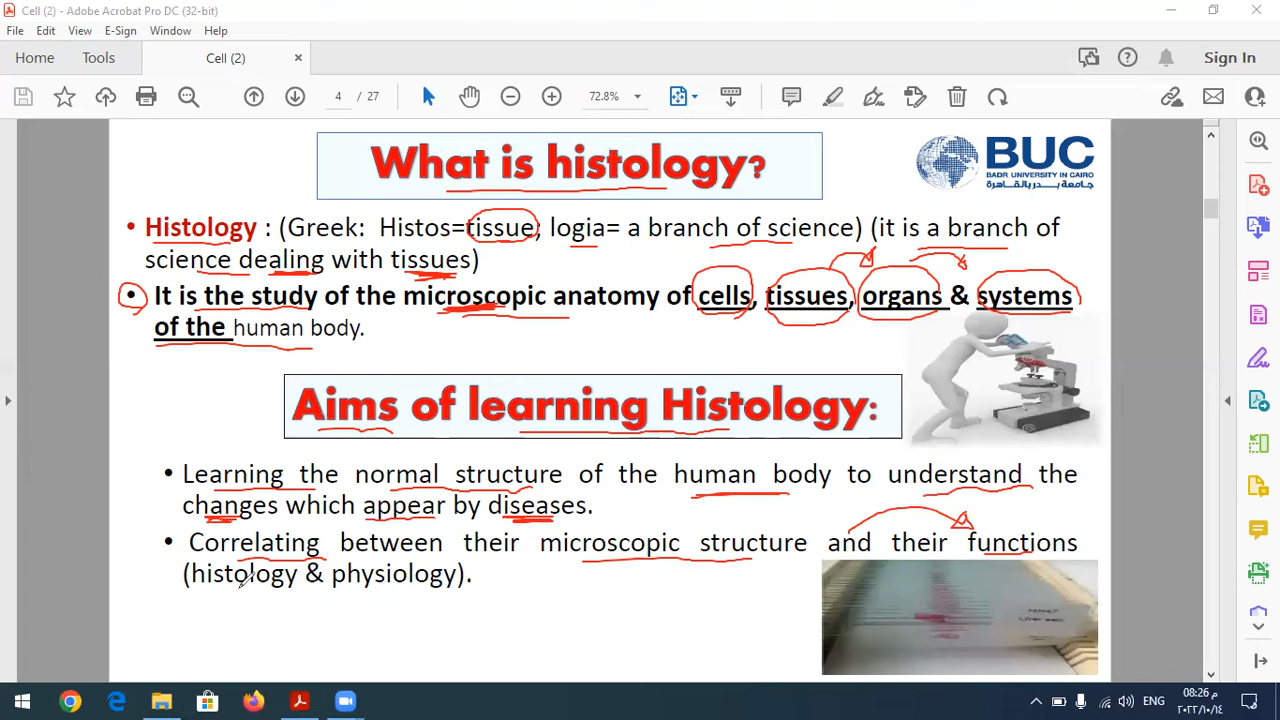 Cell (2) - Adobe Acrobat Pro DC (32-bit)
File Edit View E-Sign Window Help
Home Tools Cell (2) Sign In
4 / 27 72.8%
What is histology?
BUC
BADR UNIVERSITY IN CAIRO
جامعة بدر بالقاهرة
• Histology : (Greek: Histos=tissue; logia= a branch of science) (it is a branch of
science dealing with tissues)
• It is the study of the microscopic anatomy of cells, tissues, organs & systems
of the human body.
Aims of learning Histology:
• Learning the normal structure of the human body to understand the
changes which appear by diseases.
• Correlating between their microscopic structure and their functions
(histology & physiology).
ENG
08:26 م
٢٠٢٢/١٠/١٤